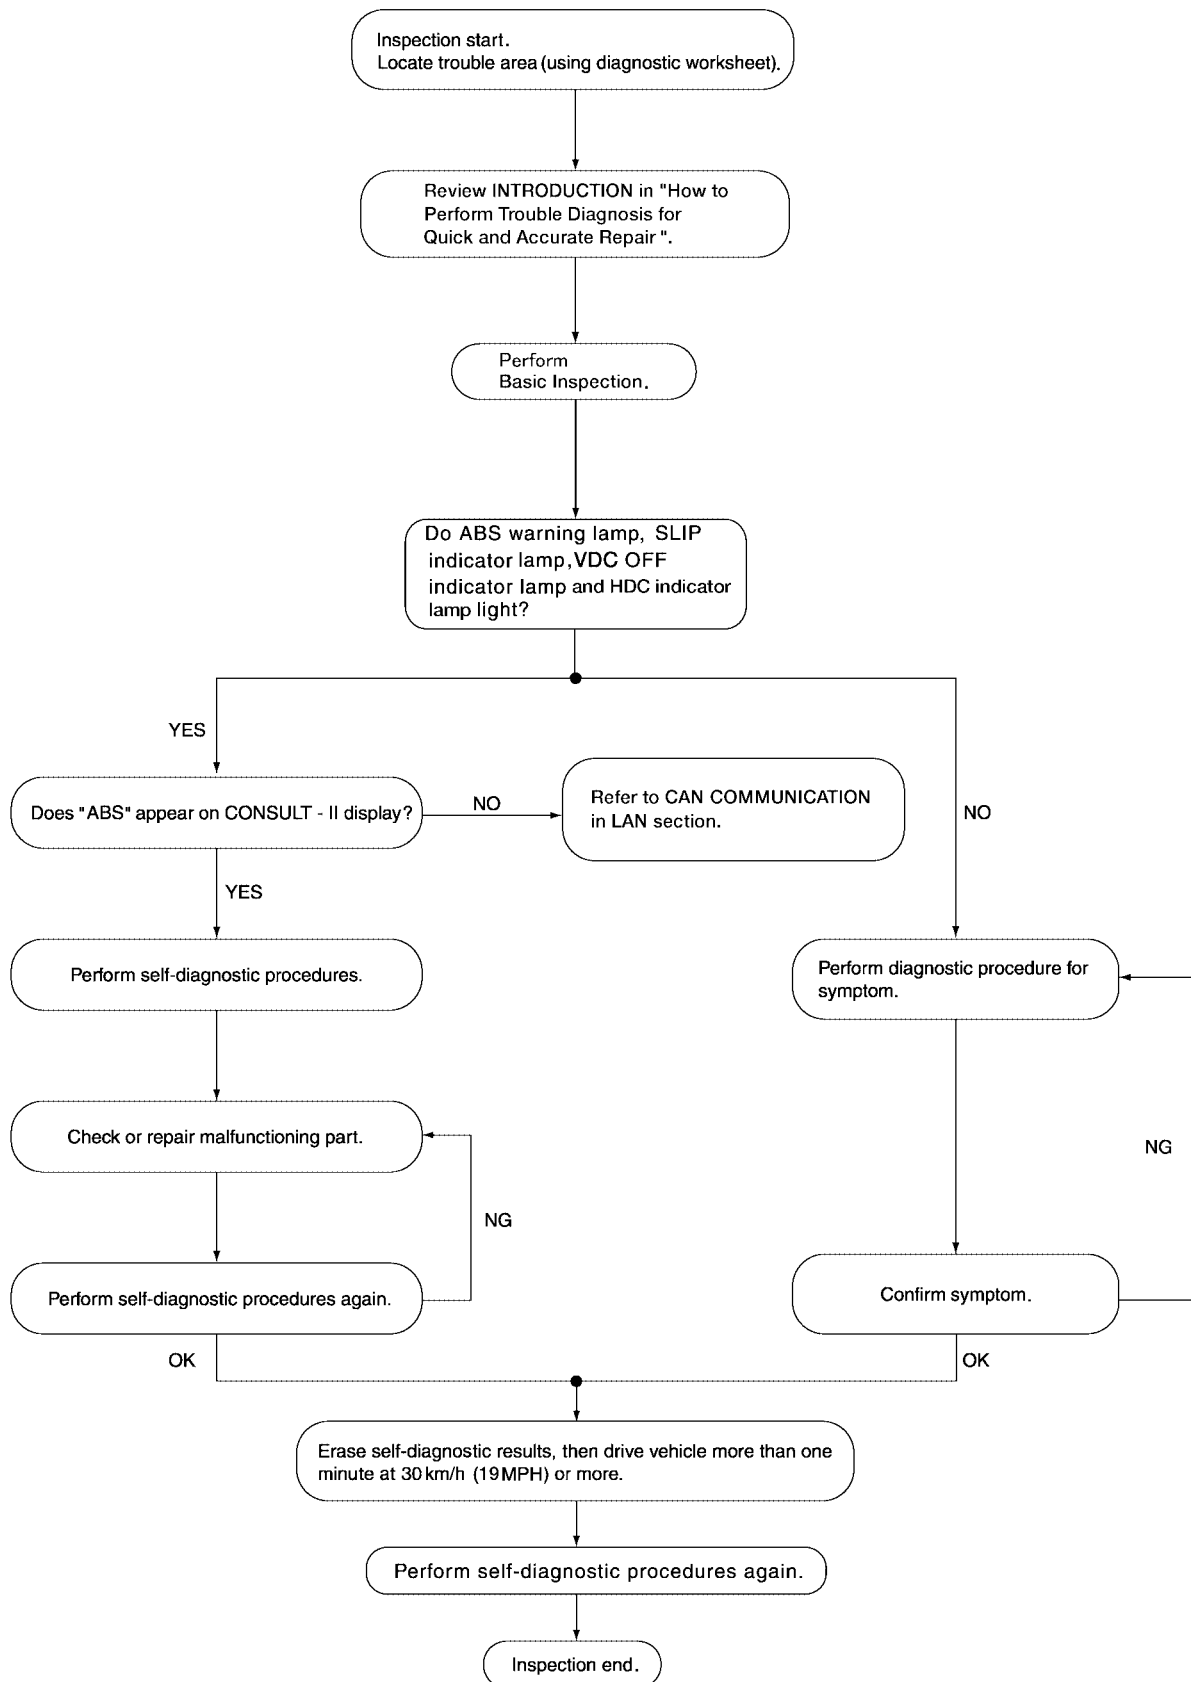 Inspection start.
Locate trouble area (using diagnostic worksheet).
Review INTRODUCTION in "How to
Perform Trouble Diagnosis for
Quick and Accurate Repair ".
Perform
Basic Inspection.
Do ABS warning lamp, SLIP
indicator lamp, VDC OFF
indicator lamp and HDC indicator
lamp light?
YES
Does "ABS" appear on CONSULT - II display?
NO
Refer to CAN COMMUNICATION
in LAN section.
NO
YES
Perform self-diagnostic procedures.
Perform diagnostic procedure for
symptom.
Check or repair malfunctioning part.
NG
NG
Perform self-diagnostic procedures again.
Confirm symptom.
OK
OK
Erase self-diagnostic results, then drive vehicle more than one
minute at 30 km/h (19 MPH) or more.
Perform self-diagnostic procedures again.
Inspection end.